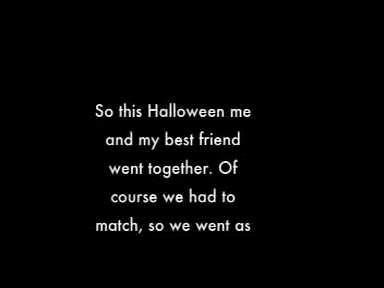 So this Halloween me
and my best friend
went together. Of
course we had to
match, so we went as